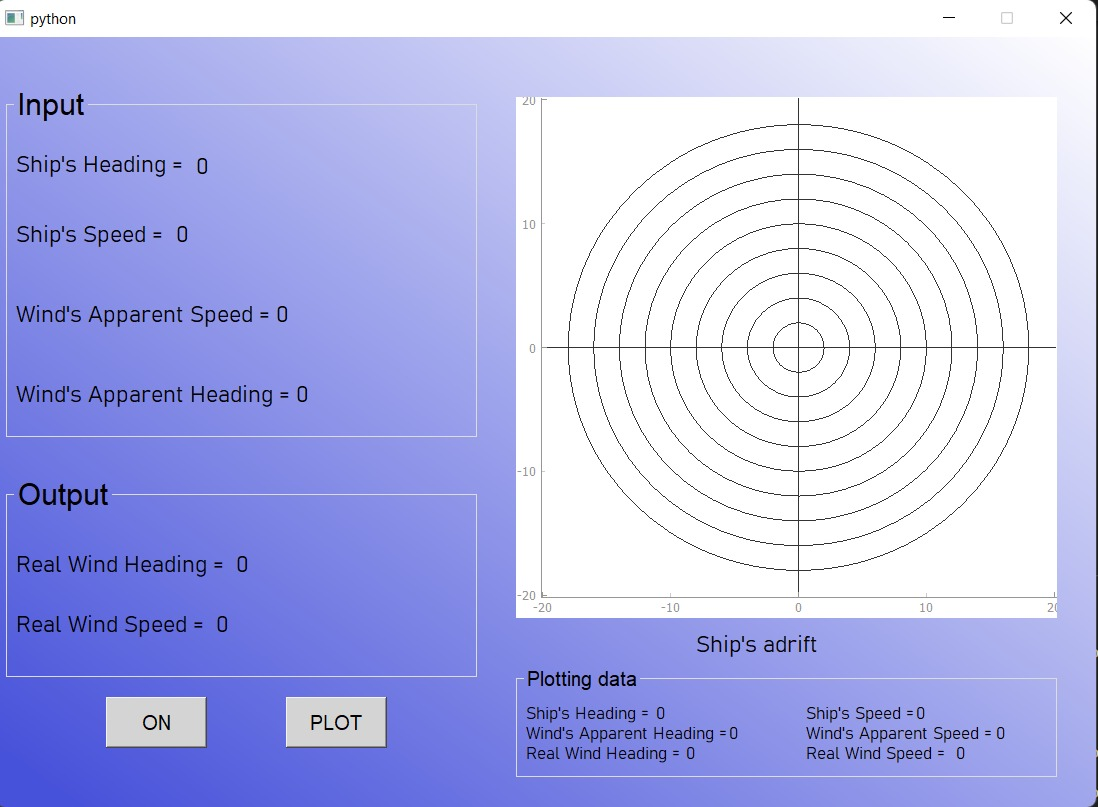 python
Input
Ship's Heading = 0
Ship's Speed = 0
Wind's Apparent Speed = 0
Wind's Apparent Heading = 0
Output
Real Wind Heading = 0
Real Wind Speed = 0
ON
PLOT
20
10
0
-10
-20
-20 -10 0 10 20
Ship's adrift
Plotting data
Ship's Heading = 0
Ship's Speed = 0
Wind's Apparent Heading = 0
Wind's Apparent Speed = 0
Real Wind Heading = 0
Real Wind Speed = 0